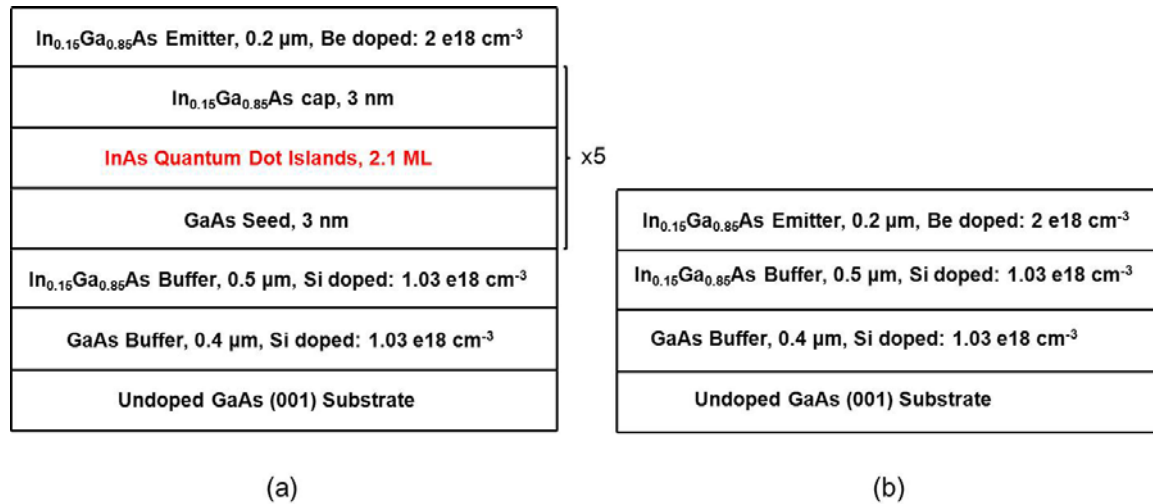 In₀.₁₅Ga₀.₈₅As Emitter, 0.2 µm, Be doped: 2 e18 cm⁻³
In₀.₁₅Ga₀.₈₅As cap, 3 nm
InAs Quantum Dot Islands, 2.1 ML
x5
GaAs Seed, 3 nm
In₀.₁₅Ga₀.₈₅As Buffer, 0.5 µm, Si doped: 1.03 e18 cm⁻³
GaAs Buffer, 0.4 µm, Si doped: 1.03 e18 cm⁻³
Undoped GaAs (001) Substrate
(a)
In₀.₁₅Ga₀.₈₅As Emitter, 0.2 µm, Be doped: 2 e18 cm⁻³
In₀.₁₅Ga₀.₈₅As Buffer, 0.5 µm, Si doped: 1.03 e18 cm⁻³
GaAs Buffer, 0.4 µm, Si doped: 1.03 e18 cm⁻³
Undoped GaAs (001) Substrate
(b)